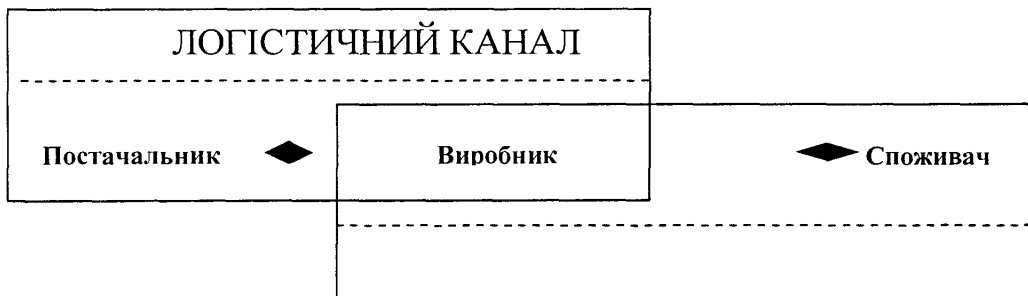 ЛОГІСТИЧНИЙ КАНАЛ
Постачальник Виробник Споживач